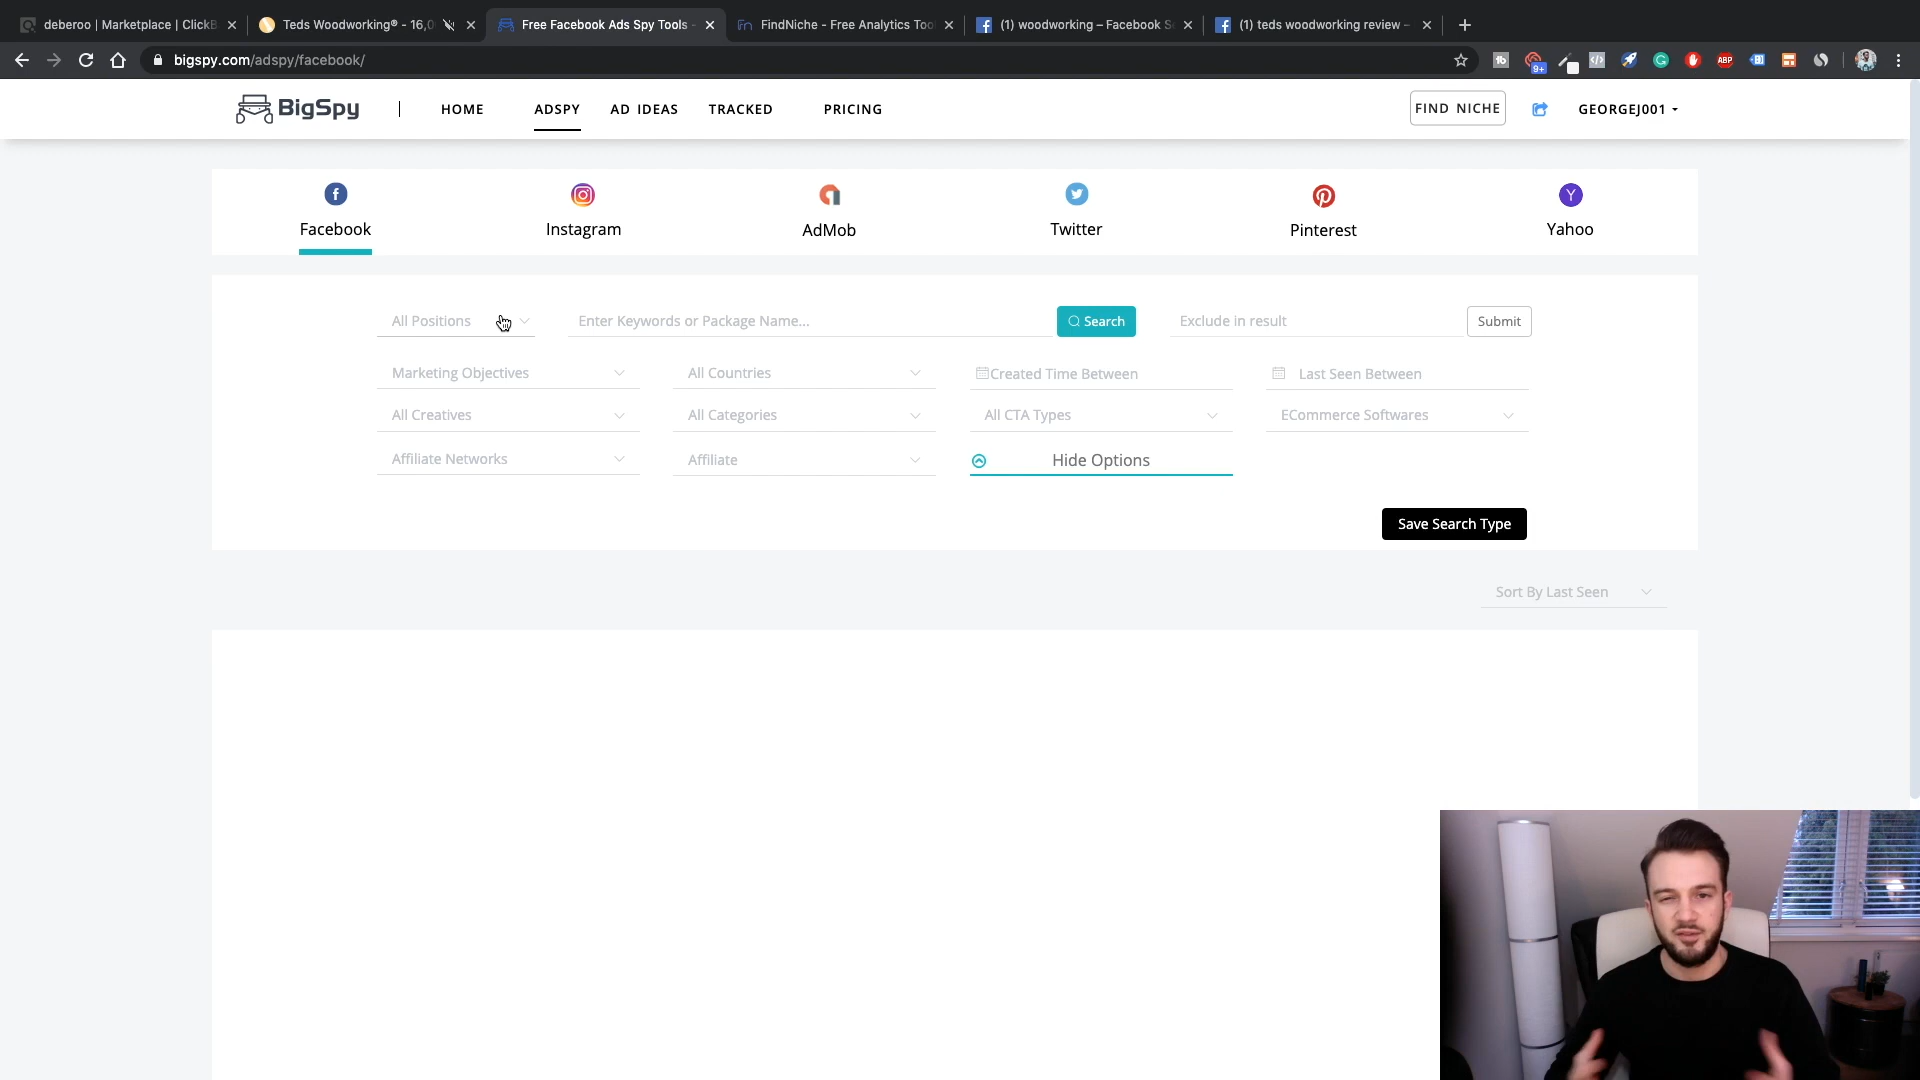 deberoo | Marketplace | ClickB
Teds Woodworking® - 16,0
Free Facebook Ads Spy Tools -
FindNiche - Free Analytics Too
(1) woodworking – Facebook Se
(1) teds woodworking review –
bigspy.com/adspy/facebook/
9+
ABP
BigSpy
HOME
ADSPY
AD IDEAS
TRACKED
PRICING
FIND NICHE
GEORGEJ001
Facebook
Instagram
AdMob
Twitter
Pinterest
Yahoo
All Positions
Enter Keywords or Package Name...
Search
Exclude in result
Submit
Marketing Objectives
All Countries
Created Time Between
Last Seen Between
All Creatives
All Categories
All CTA Types
ECommerce Softwares
Affiliate Networks
Affiliate
Hide Options
Save Search Type
Sort By Last Seen